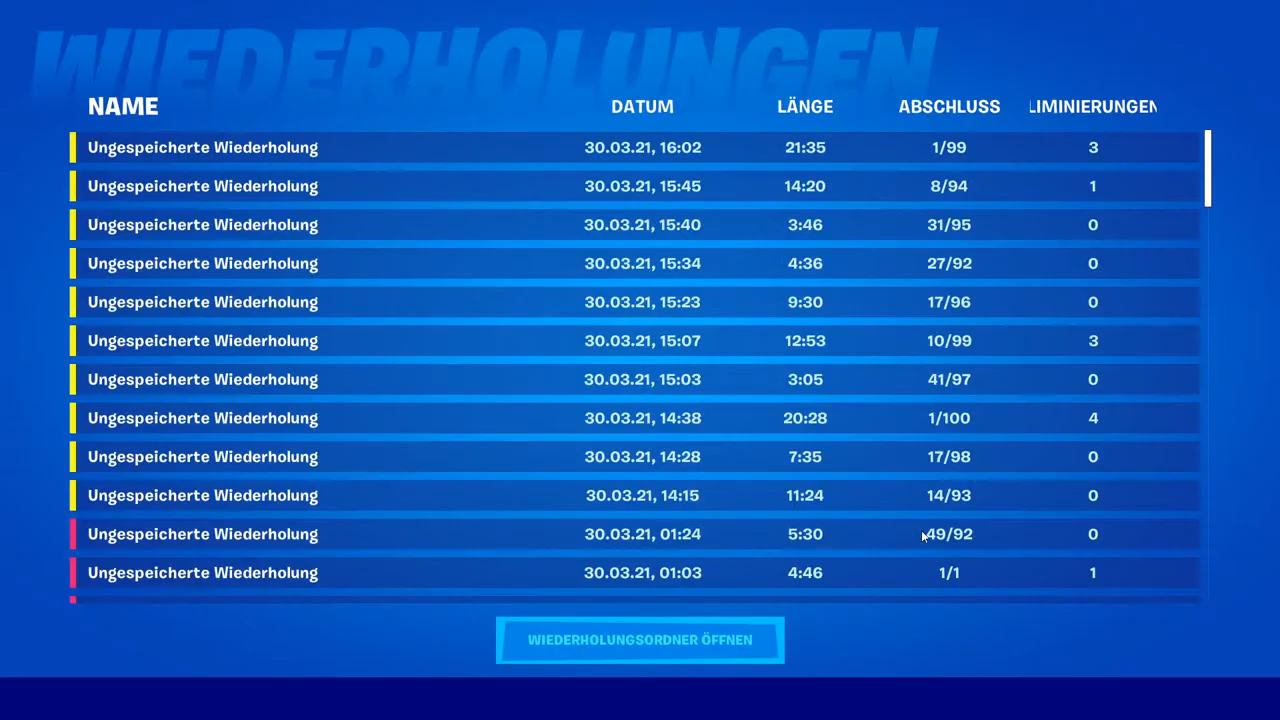 WIEDERHOLUNGEN
NAME DATUM LÄNGE ABSCHLUSS LIMINIERUNGEN
Ungespeicherte Wiederholung 30.03.21, 16:02 21:35 1/99 3
Ungespeicherte Wiederholung 30.03.21, 15:45 14:20 8/94 1
Ungespeicherte Wiederholung 30.03.21, 15:40 3:46 31/95 0
Ungespeicherte Wiederholung 30.03.21, 15:34 4:36 27/92 0
Ungespeicherte Wiederholung 30.03.21, 15:23 9:30 17/96 0
Ungespeicherte Wiederholung 30.03.21, 15:07 12:53 10/99 3
Ungespeicherte Wiederholung 30.03.21, 15:03 3:05 41/97 0
Ungespeicherte Wiederholung 30.03.21, 14:38 20:28 1/100 4
Ungespeicherte Wiederholung 30.03.21, 14:28 7:35 17/98 0
Ungespeicherte Wiederholung 30.03.21, 14:15 11:24 14/93 0
Ungespeicherte Wiederholung 30.03.21, 01:24 5:30 49/92 0
Ungespeicherte Wiederholung 30.03.21, 01:03 4:46 1/1 1
WIEDERHOLUNGSORDNER ÖFFNEN